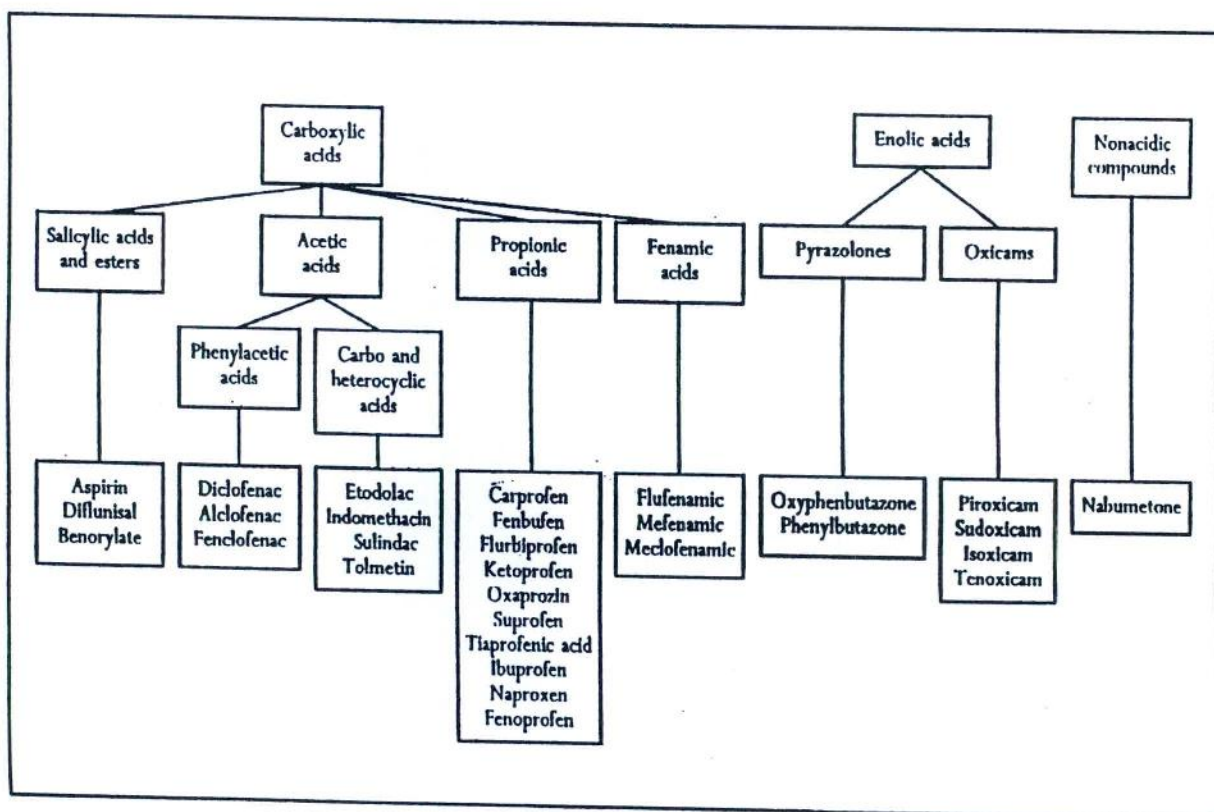 Carboxylic
acids
Enolic acids
Nonacidic
compounds
Salicylic acids
and esters
Acetic
acids
Propionic
acids
Fenamic
acids
Pyrazolones
Oxicams
Phenylacetic
acids
Carbo and
heterocyclic
acids
Aspirin
Diflunisal
Benorylate
Diclofenac
Alclofenac
Fenclofenac
Etodolac
Indomethacin
Sulindac
Tolmetin
Carprofen
Fenbufen
Flurbiprofen
Ketoprofen
Oxaprozin
Suprofen
Tiaprofenic acid
Ibuprofen
Naproxen
Fenoprofen
Flufenamic
Mefenamic
Meclofenamic
Oxyphenbutazone
Phenylbutazone
Piroxicam
Sudoxicam
Isoxicam
Tenoxicam
Nabumetone